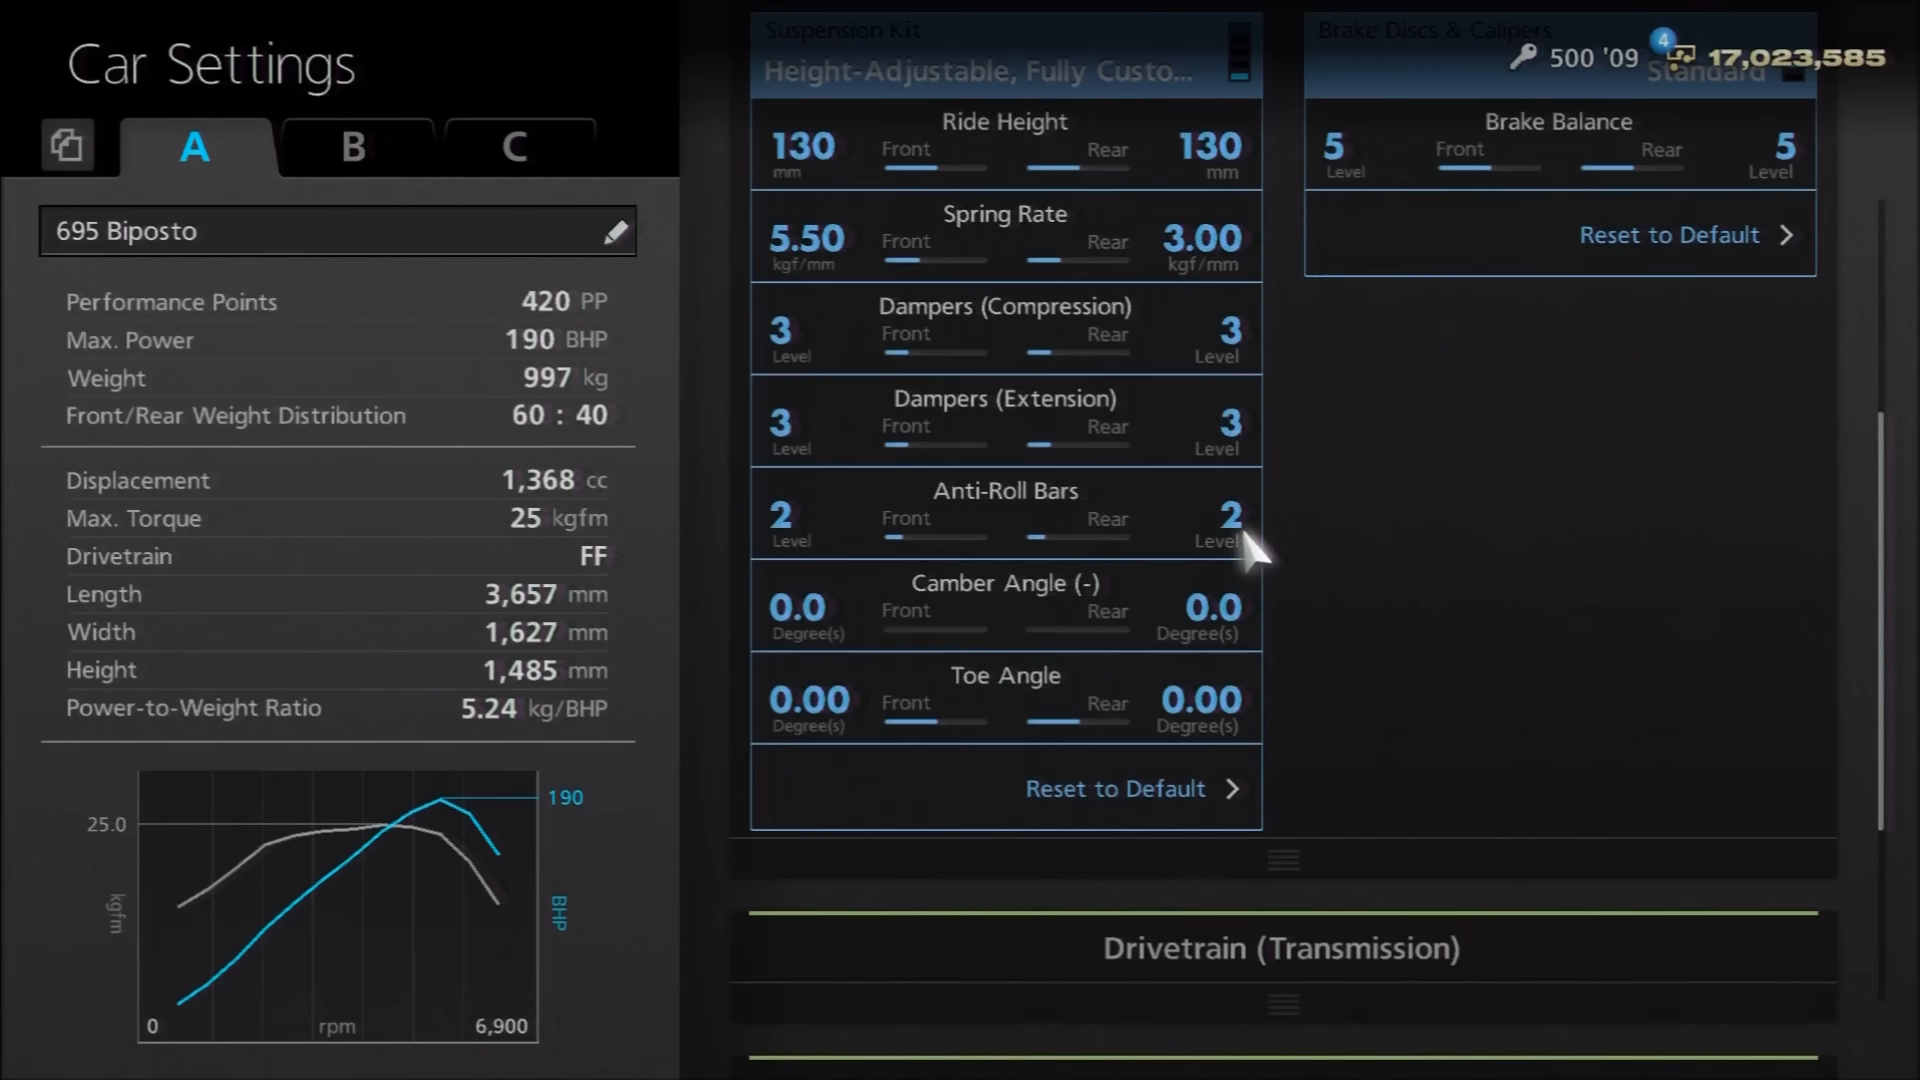 Car Settings
A
B
C
695 Biposto
Performance Points 420 PP
Max. Power 190 BHP
Weight 997 kg
Front/Rear Weight Distribution 60 : 40
Displacement 1,368 cc
Max. Torque 25 kgfm
Drivetrain FF
Length 3,657 mm
Width 1,627 mm
Height 1,485 mm
Power-to-Weight Ratio 5.24 kg/BHP
190
25.0
kgfm
BHP
0 rpm 6,900
Suspension Kit
Height-Adjustable, Fully Custo...
Ride Height
130 Front Rear 130
mm mm
Spring Rate
5.50 Front Rear 3.00
kgf/mm kgf/mm
Dampers (Compression)
3 Front Rear 3
Level Level
Dampers (Extension)
3 Front Rear 3
Level Level
Anti-Roll Bars
2 Front Rear 2
Level Level
Camber Angle (-)
0.0 Front Rear 0.0
Degree(s) Degree(s)
Toe Angle
0.00 Front Rear 0.00
Degree(s) Degree(s)
Reset to Default
Brake Discs & Calipers
Standard
500 '09 4 17,023,585
Brake Balance
5 Front Rear 5
Level Level
Reset to Default
Drivetrain (Transmission)